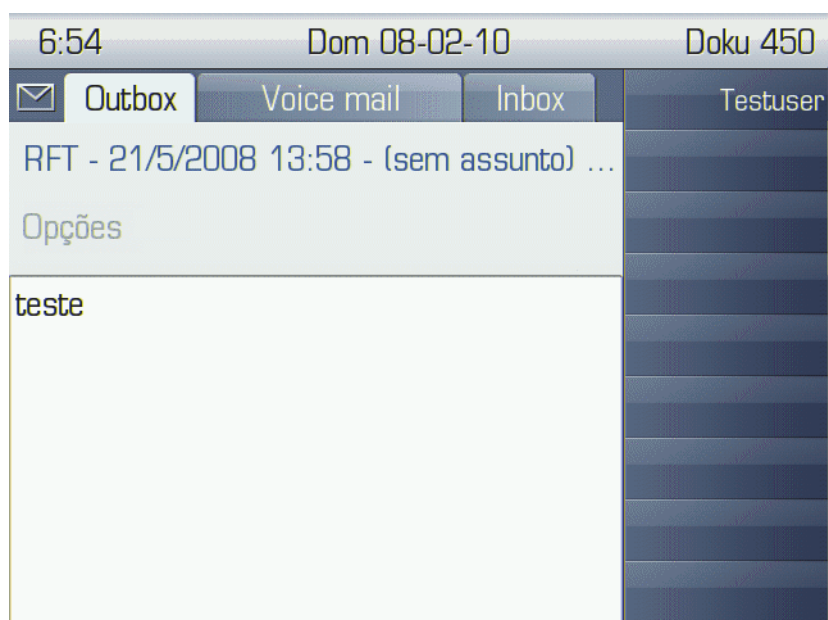 6:54 Dom 08-02-10 Doku 450
Outbox Voice mail Inbox Testuser
RFT - 21/5/2008 13:58 - (sem assunto) ...
Opções
teste